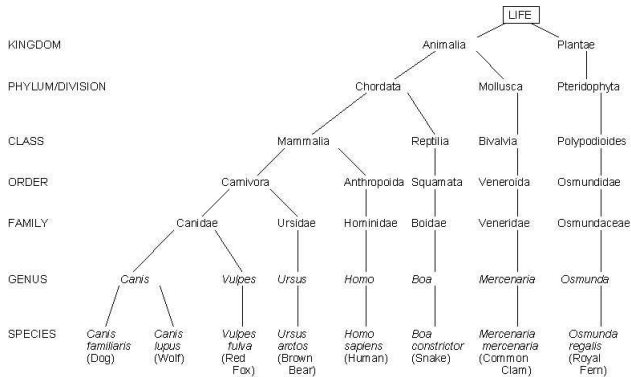 LIFE
KINGDOM Animalia Plantae
PHYLUM/DIVISION Chordata Mollusca Pteridophyta
CLASS Mammalia Reptilia Bivalvia Polypodioides
ORDER Carnivora Anthropoida Squamata Veneroida Osmundidae
FAMILY Canidae Ursidae Hominidae Boidae Veneridae Osmundaceae
GENUS Canis Vulpes Ursus Homo Boa Mercenaria Osmunda
SPECIES Canis Canis Vulpes Ursus Homo Boa Mercenaria Osmunda
familiaris lupus fulva arctos sapiens constrictor mercenaria regalis
(Dog) (Wolf) (Red (Brown (Human) (Snake) (Common (Royal
Fox) Bear) Clam) Fern)